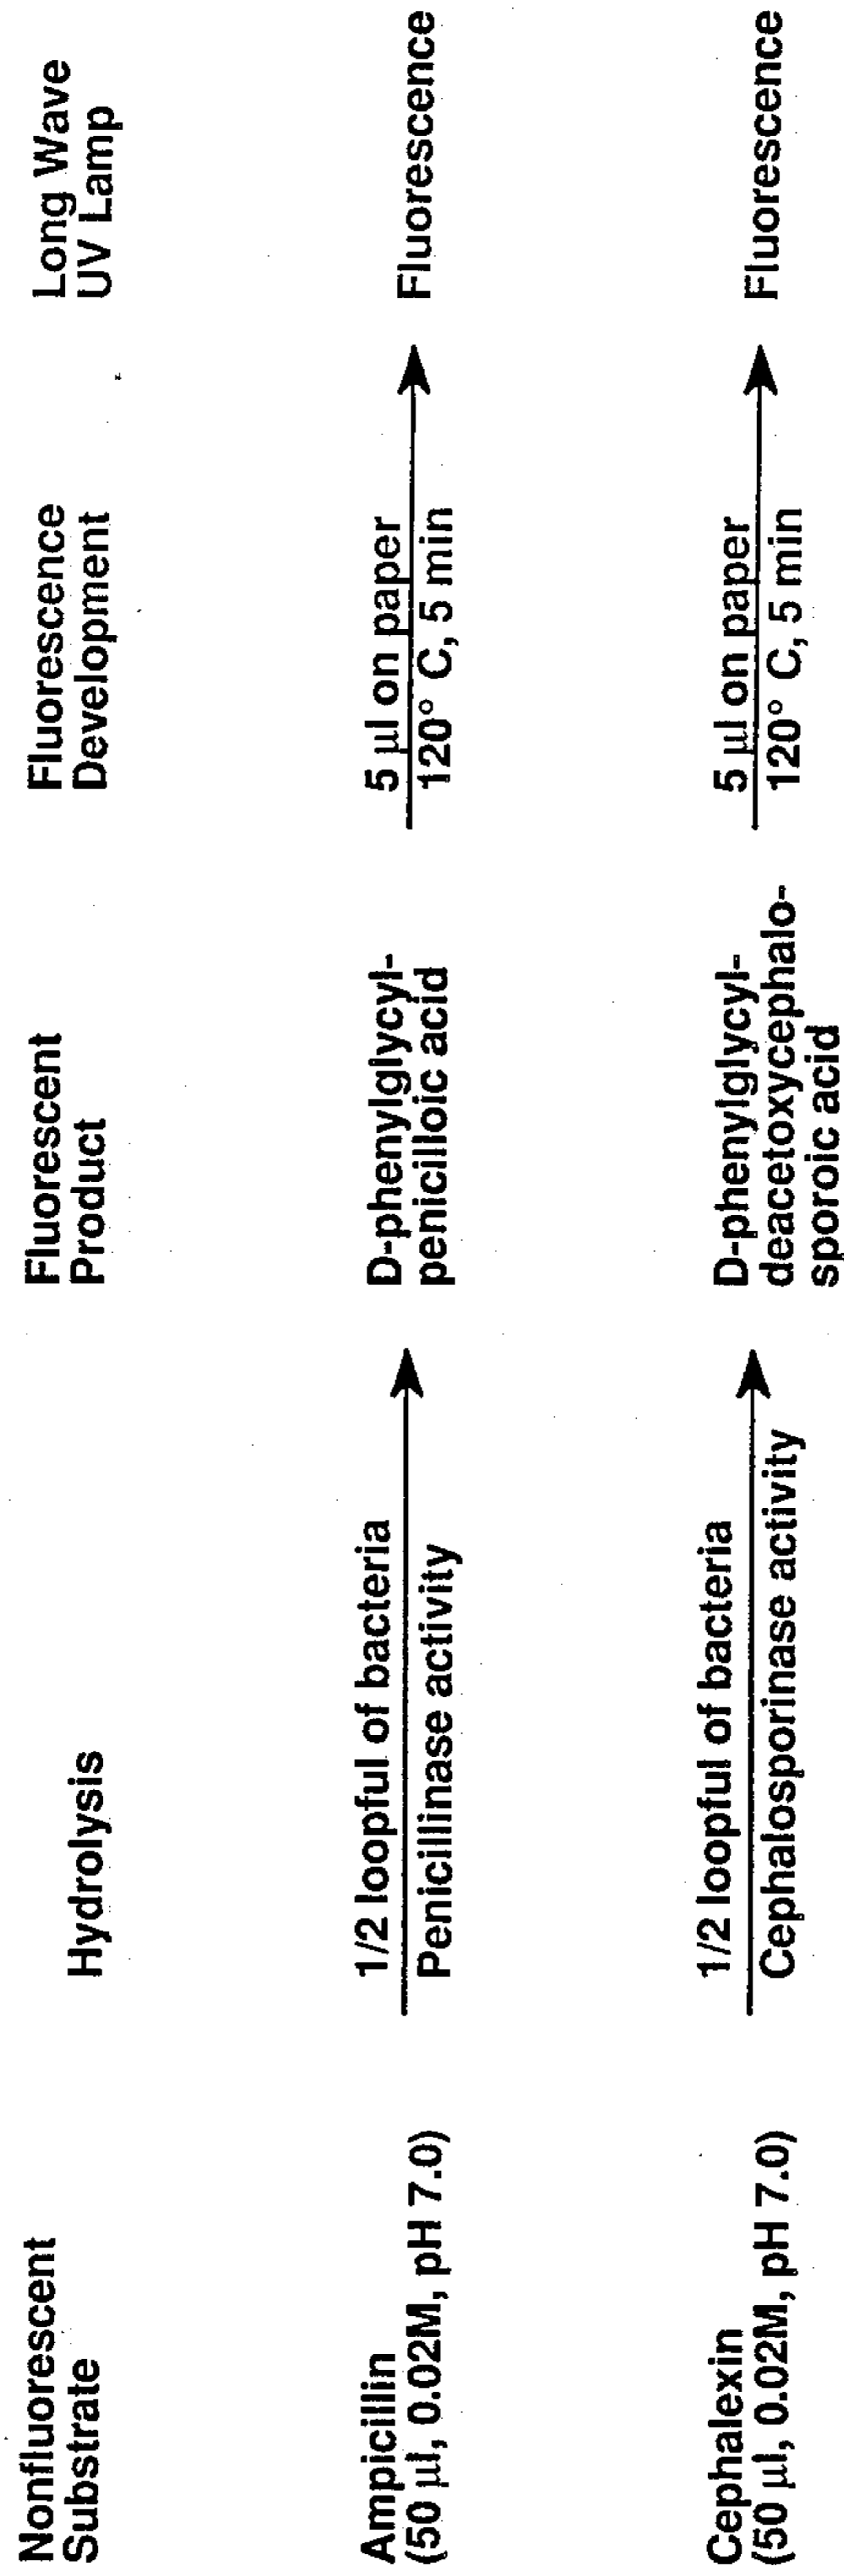 Nonfluorescent
Substrate
Hydrolysis
Fluorescent
Product
Fluorescence
Development
Long Wave
UV Lamp
Ampicillin
(50 µl, 0.02M, pH 7.0)
1/2 loopful of bacteria
Penicillinase activity
D-phenylglycyl-
penicilloic acid
5 µl on paper
120° C, 5 min
Fluorescence
Cephalexin
(50 µl, 0.02M, pH 7.0)
1/2 loopful of bacteria
Cephalosporinase activity
D-phenylglycyl-
deacetoxycephalo-
sporoic acid
5 µl on paper
120° C, 5 min
Fluorescence